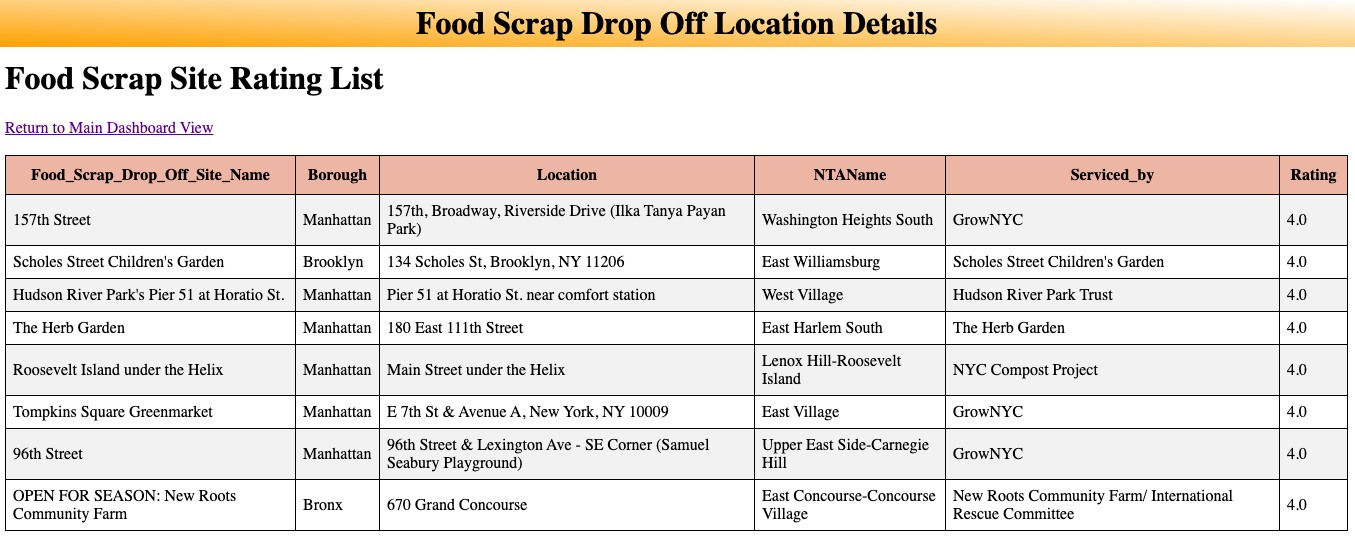 Food Scrap Drop Off Location Details
Food Scrap Site Rating List
Return to Main Dashboard View
Food_Scrap_Drop_Off_Site_Name Borough Location NTAName Serviced_by Rating
157th Street Manhattan 157th, Broadway, Riverside Drive (Ilka Tanya Payan Park) Washington Heights South GrowNYC 4.0
Scholes Street Children's Garden Brooklyn 134 Scholes St, Brooklyn, NY 11206 East Williamsburg Scholes Street Children's Garden 4.0
Hudson River Park's Pier 51 at Horatio St. Manhattan Pier 51 at Horatio St. near comfort station West Village Hudson River Park Trust 4.0
The Herb Garden Manhattan 180 East 111th Street East Harlem South The Herb Garden 4.0
Roosevelt Island under the Helix Manhattan Main Street under the Helix Lenox Hill-Roosevelt Island NYC Compost Project 4.0
Tompkins Square Greenmarket Manhattan E 7th St & Avenue A, New York, NY 10009 East Village GrowNYC 4.0
96th Street Manhattan 96th Street & Lexington Ave - SE Corner (Samuel Seabury Playground) Upper East Side-Carnegie Hill GrowNYC 4.0
OPEN FOR SEASON: New Roots Community Farm Bronx 670 Grand Concourse East Concourse-Concourse Village New Roots Community Farm/ International Rescue Committee 4.0